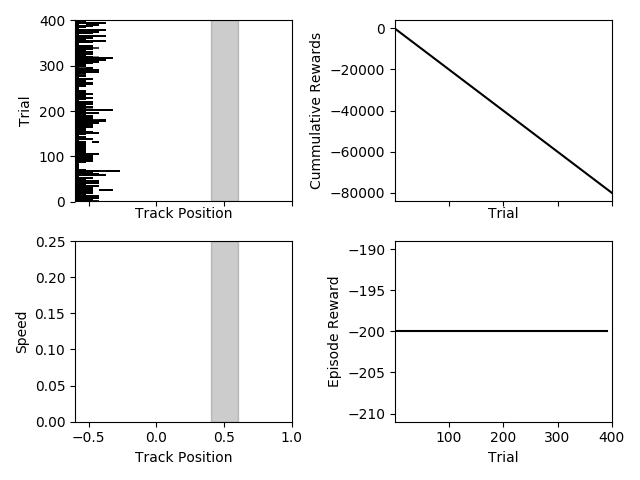 400
300
200
100
0
Trial
Track Position
0
−20000
−40000
−60000
−80000
Cummulative Rewards
Trial
0.25
0.20
0.15
0.10
0.05
0.00
Speed
−0.5 0.0 0.5 1.0
Track Position
−190
−195
−200
−205
−210
Episode Reward
100 200 300 400
Trial